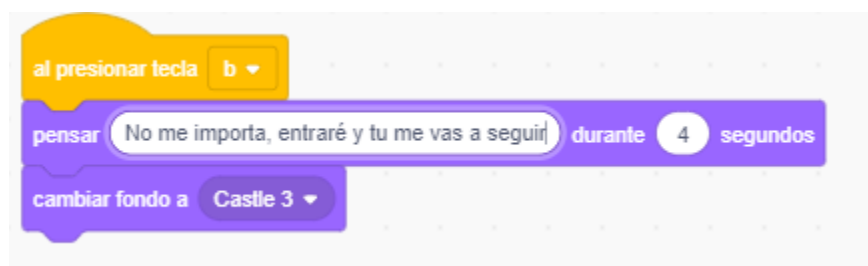 al presionar tecla b
pensar No me importa, entraré y tu me vas a seguir durante 4 segundos
cambiar fondo a Castle 3